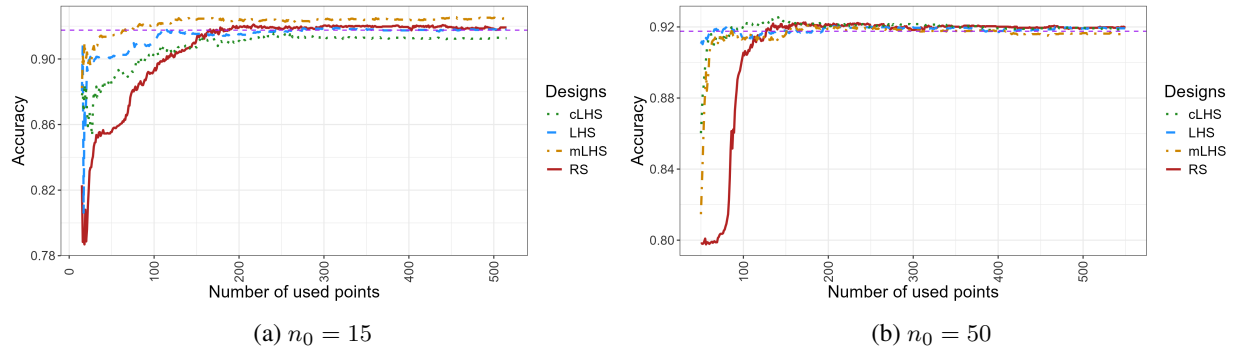 0.90
0.86
0.82
0.78
Accuracy
0
100
200
300
400
500
Number of used points
Designs
cLHS
LHS
mLHS
RS
(a) n₀ = 15
0.92
0.88
0.84
0.80
Accuracy
100
200
300
400
500
Number of used points
Designs
cLHS
LHS
mLHS
RS
(b) n₀ = 50